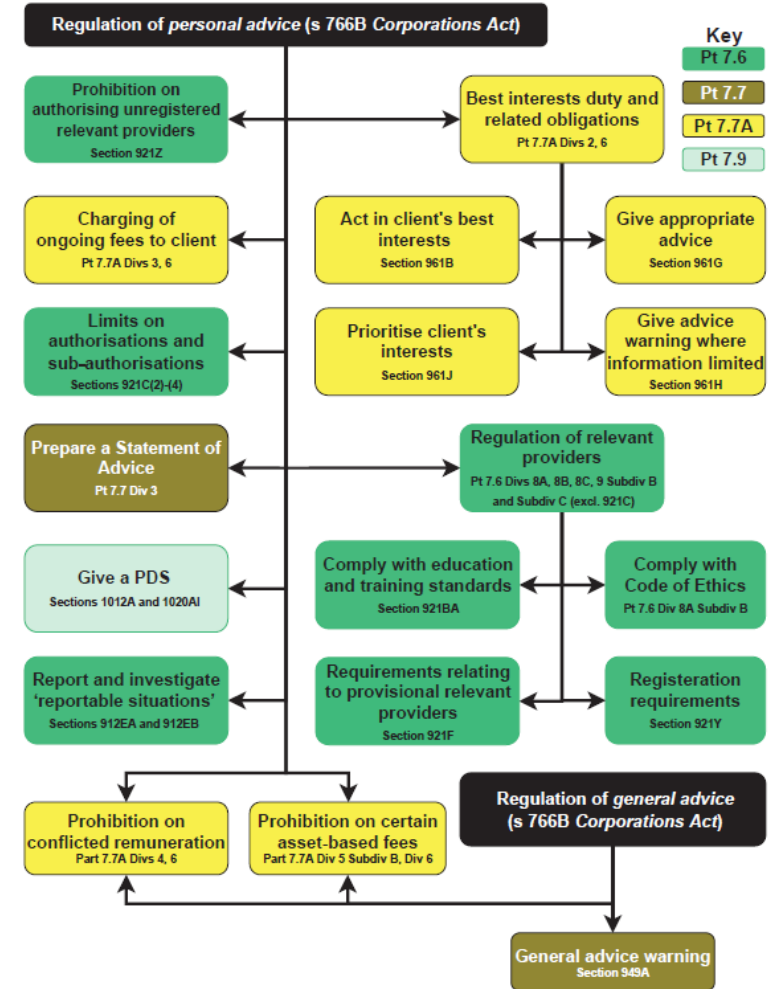 Regulation of personal advice (s 766B Corporations Act)
Key
Pt 7.6
Pt 7.7
Pt 7.7A
Pt 7.9
Prohibition on
authorising unregistered
relevant providers
Section 921Z
Best interests duty and
related obligations
Pt 7.7A Divs 2, 6
Charging of
ongoing fees to client
Pt 7.7A Divs 3, 6
Act in client's best
interests
Section 961B
Give appropriate
advice
Section 961G
Limits on
authorisations and
sub-authorisations
Sections 921C(2)-(4)
Prioritise client's
interests
Section 961J
Give advice
warning where
information limited
Section 961H
Prepare a Statement of
Advice
Pt 7.7 Div 3
Regulation of relevant
providers
Pt 7.6 Divs 8A, 8B, 8C, 9 Subdiv B
and Subdiv C (excl. 921C)
Give a PDS
Sections 1012A and 1020AI
Comply with education
and training standards
Section 921BA
Comply with
Code of Ethics
Pt 7.6 Div 8A Subdiv B
Report and investigate
‘reportable situations’
Sections 912EA and 912EB
Requirements relating
to provisional relevant
providers
Section 921F
Registeration
requirements
Section 921Y
Prohibition on
conflicted remuneration
Part 7.7A Divs 4, 6
Prohibition on certain
asset-based fees
Part 7.7A Div 5 Subdiv B, Div 6
Regulation of general advice
(s 766B Corporations Act)
General advice warning
Section 949A